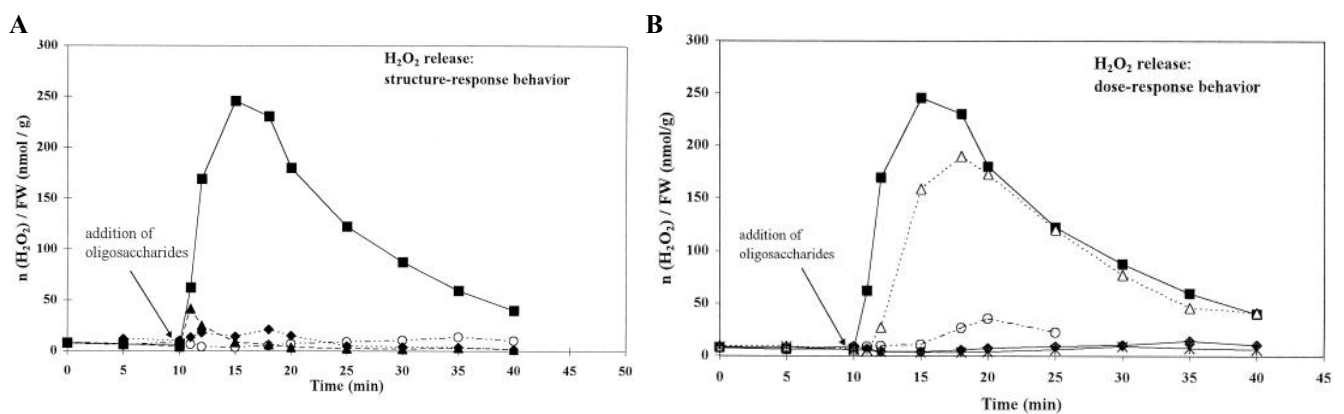 A
H₂O₂ release:
structure-response behavior
n (H₂O₂) / FW (nmol / g)
300
250
200
150
100
50
0
addition of
oligosaccharides
0 5 10 15 20 25 30 35 40 45 50
Time (min)
B
H₂O₂ release:
dose-response behavior
n (H₂O₂) / FW (nmol/g)
300
250
200
150
100
50
0
addition of
oligosaccharides
0 5 10 15 20 25 30 35 40 45
Time (min)